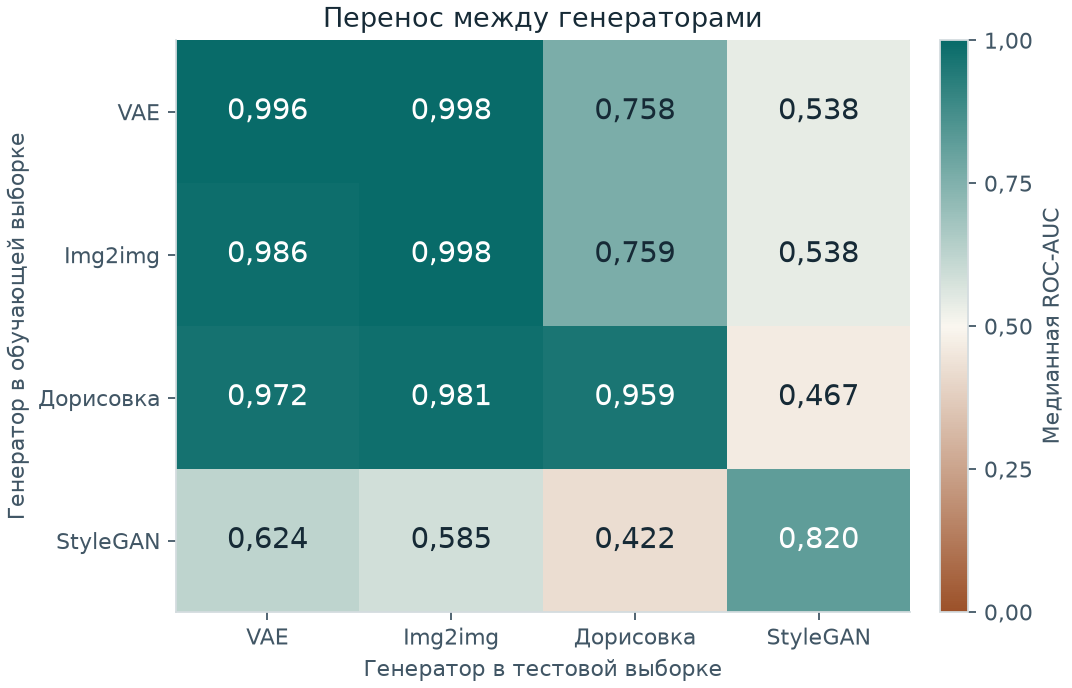 Перенос между генераторами
Генератор в обучающей выборке
VAE
0,996 0,998 0,758 0,538
Img2img
0,986 0,998 0,759 0,538
Дорисовка
0,972 0,981 0,959 0,467
StyleGAN
0,624 0,585 0,422 0,820
VAE Img2img Дорисовка StyleGAN
Генератор в тестовой выборке
1,00
0,75
0,50
0,25
0,00
Медианная ROC-AUC